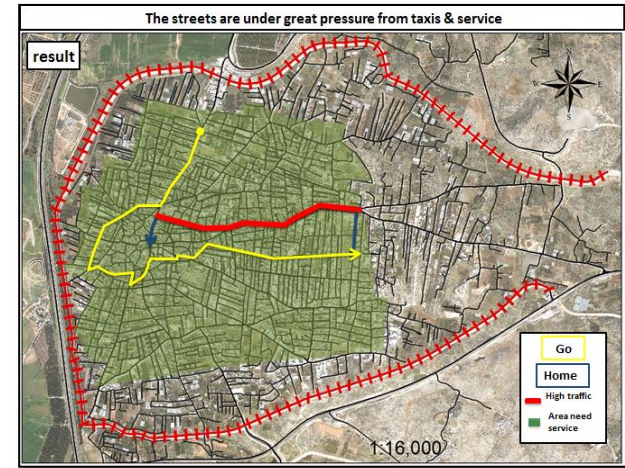 The streets are under great pressure from taxis & service
result
N
W
E
S
Go
Home
High traffic
Area need
service
1:16,000